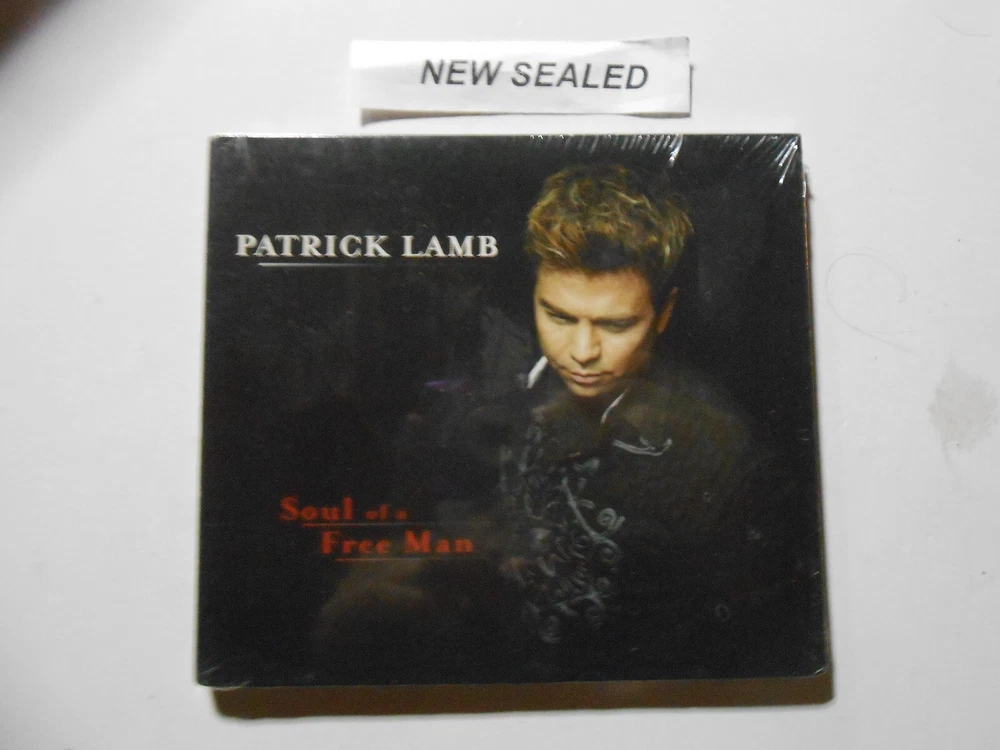 NEW SEALED
PATRICK LAMB
Soul of a
Free Man